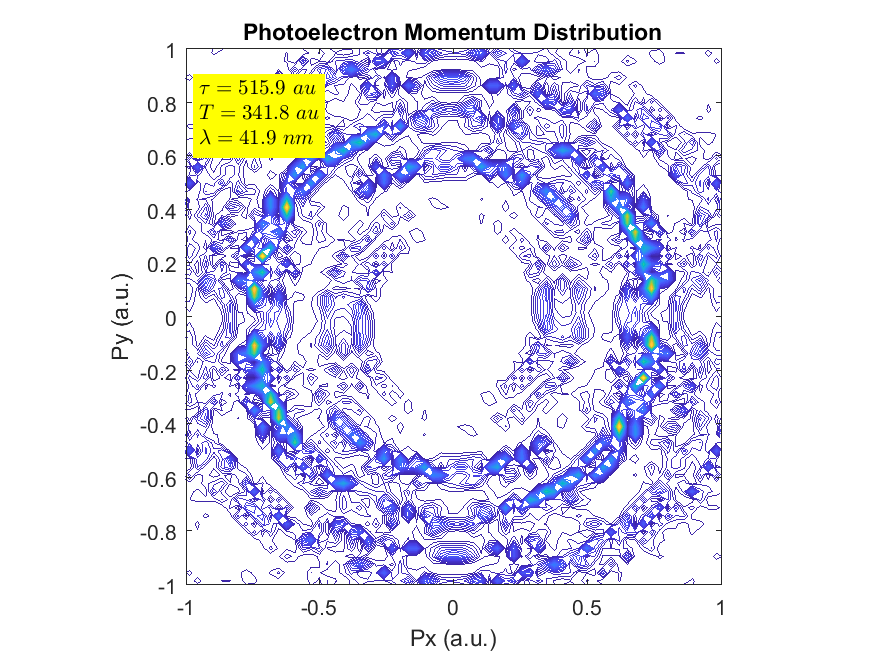 Photoelectron Momentum Distribution
1
0.8
0.6
0.4
0.2
0
-0.2
-0.4
-0.6
-0.8
-1
τ = 515.9 au
T = 341.8 au
λ = 41.9 nm
Py (a.u.)
-1 -0.5 0 0.5 1
Px (a.u.)